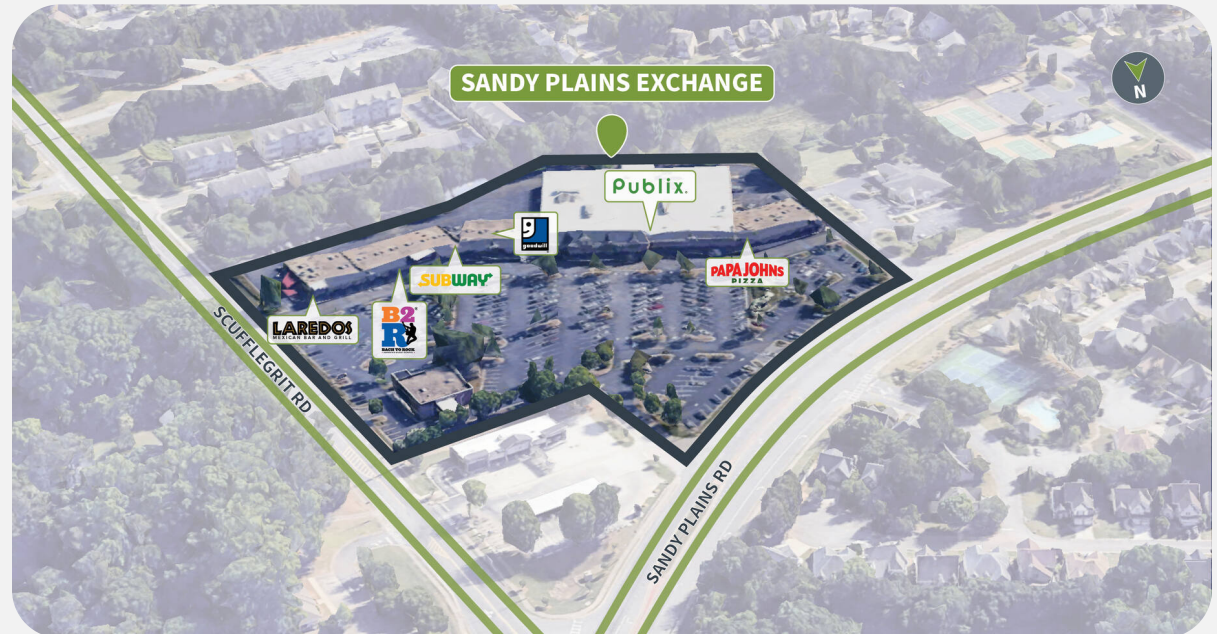 SANDY PLAINS EXCHANGE
N
Publix.
goodwill
SUBWAY
PAPA JOHNS
PIZZA
LAREDOS
MEXICAN BAR AND GRILL
B2
R
BACK TO ROCK
SCUFFLEGRIT RD
SANDY PLAINS RD